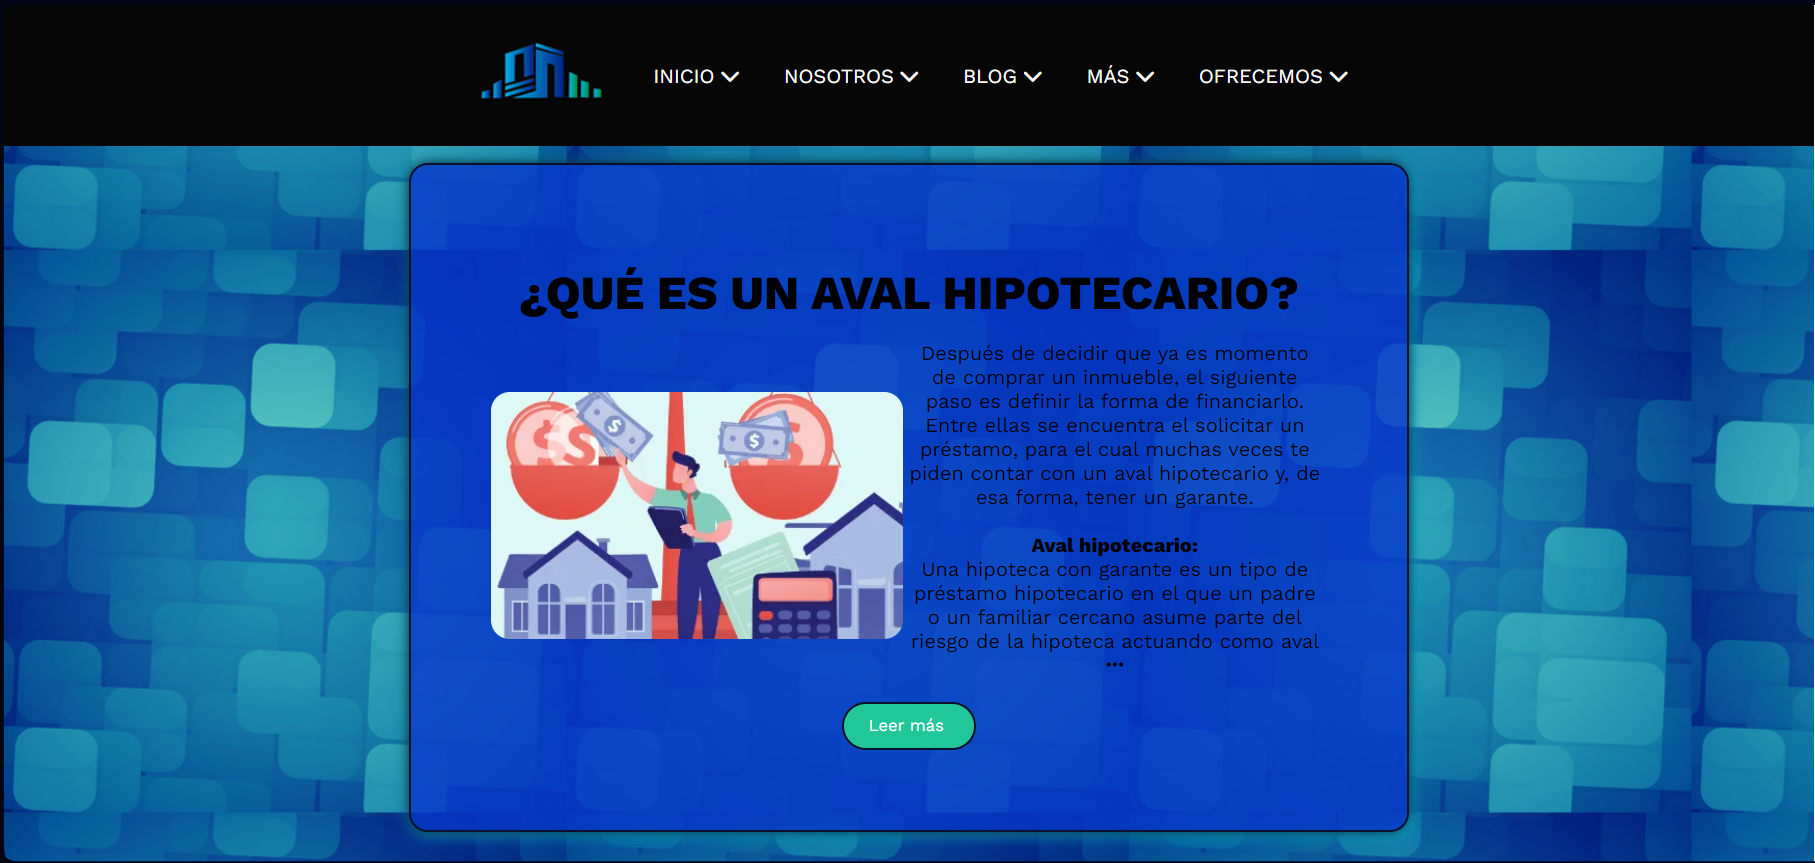 INICIO NOSOTROS BLOG MÁS OFRECEMOS
¿QUÉ ES UN AVAL HIPOTECARIO?
Después de decidir que ya es momento
de comprar un inmueble, el siguiente
paso es definir la forma de financiarlo.
Entre ellas se encuentra el solicitar un
préstamo, para el cual muchas veces te
piden contar con un aval hipotecario y, de
esa forma, tener un garante.
Aval hipotecario:
Una hipoteca con garante es un tipo de
préstamo hipotecario en el que un padre
o un familiar cercano asume parte del
riesgo de la hipoteca actuando como aval
...
Leer más